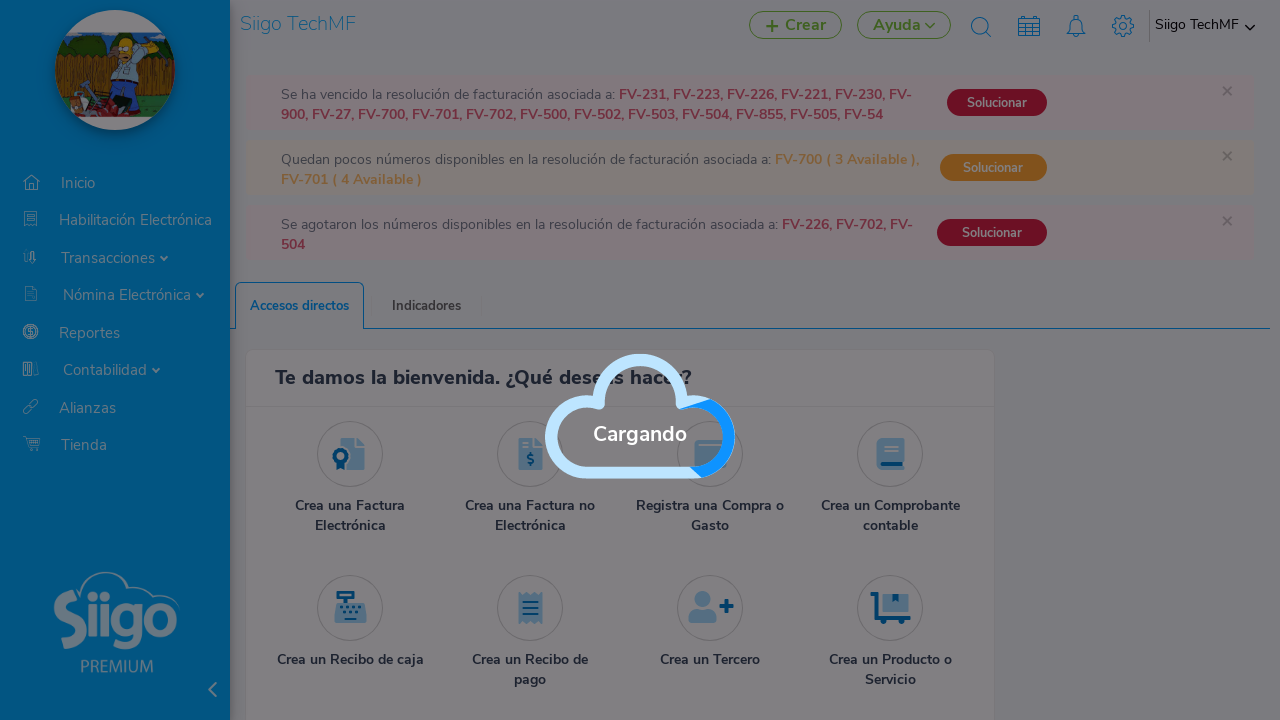 Siigo TechMF
Crear
Ayuda
Siigo TechMF
Se ha vencido la resolución de facturación asociada a: FV-231, FV-223, FV-226, FV-221, FV-230, FV-
900, FV-27, FV-700, FV-701, FV-702, FV-500, FV-502, FV-503, FV-504, FV-855, FV-505, FV-54
Solucionar
Quedan pocos números disponibles en la resolución de facturación asociada a: FV-700 ( 3 Available ),
FV-701 ( 4 Available )
Solucionar
Se agotaron los números disponibles en la resolución de facturación asociada a: FV-226, FV-702, FV-
504
Solucionar
Inicio
Habilitación Electrónica
Transacciones
Nómina Electrónica
Reportes
Contabilidad
Alianzas
Tienda
Siigo
PREMIUM
Accesos directos
Indicadores
Te damos la bienvenida. ¿Qué deseas hacer?
Cargando
Crea una Factura
Electrónica
Crea una Factura no
Electrónica
Registra una Compra o
Gasto
Crea un Comprobante
contable
Crea un Recibo de caja
Crea un Recibo de
pago
Crea un Tercero
Crea un Producto o
Servicio